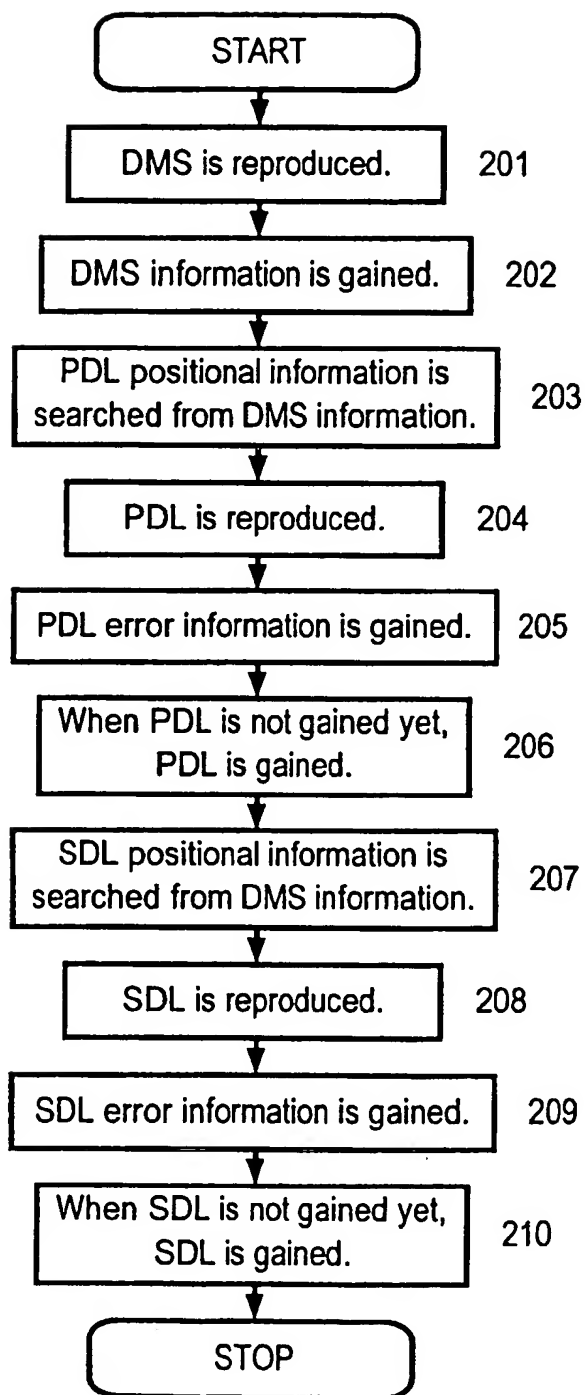 START
DMS is reproduced. 201
DMS information is gained. 202
PDL positional information is
searched from DMS information. 203
PDL is reproduced. 204
PDL error information is gained. 205
When PDL is not gained yet,
PDL is gained. 206
SDL positional information is
searched from DMS information. 207
SDL is reproduced. 208
SDL error information is gained. 209
When SDL is not gained yet,
SDL is gained. 210
STOP